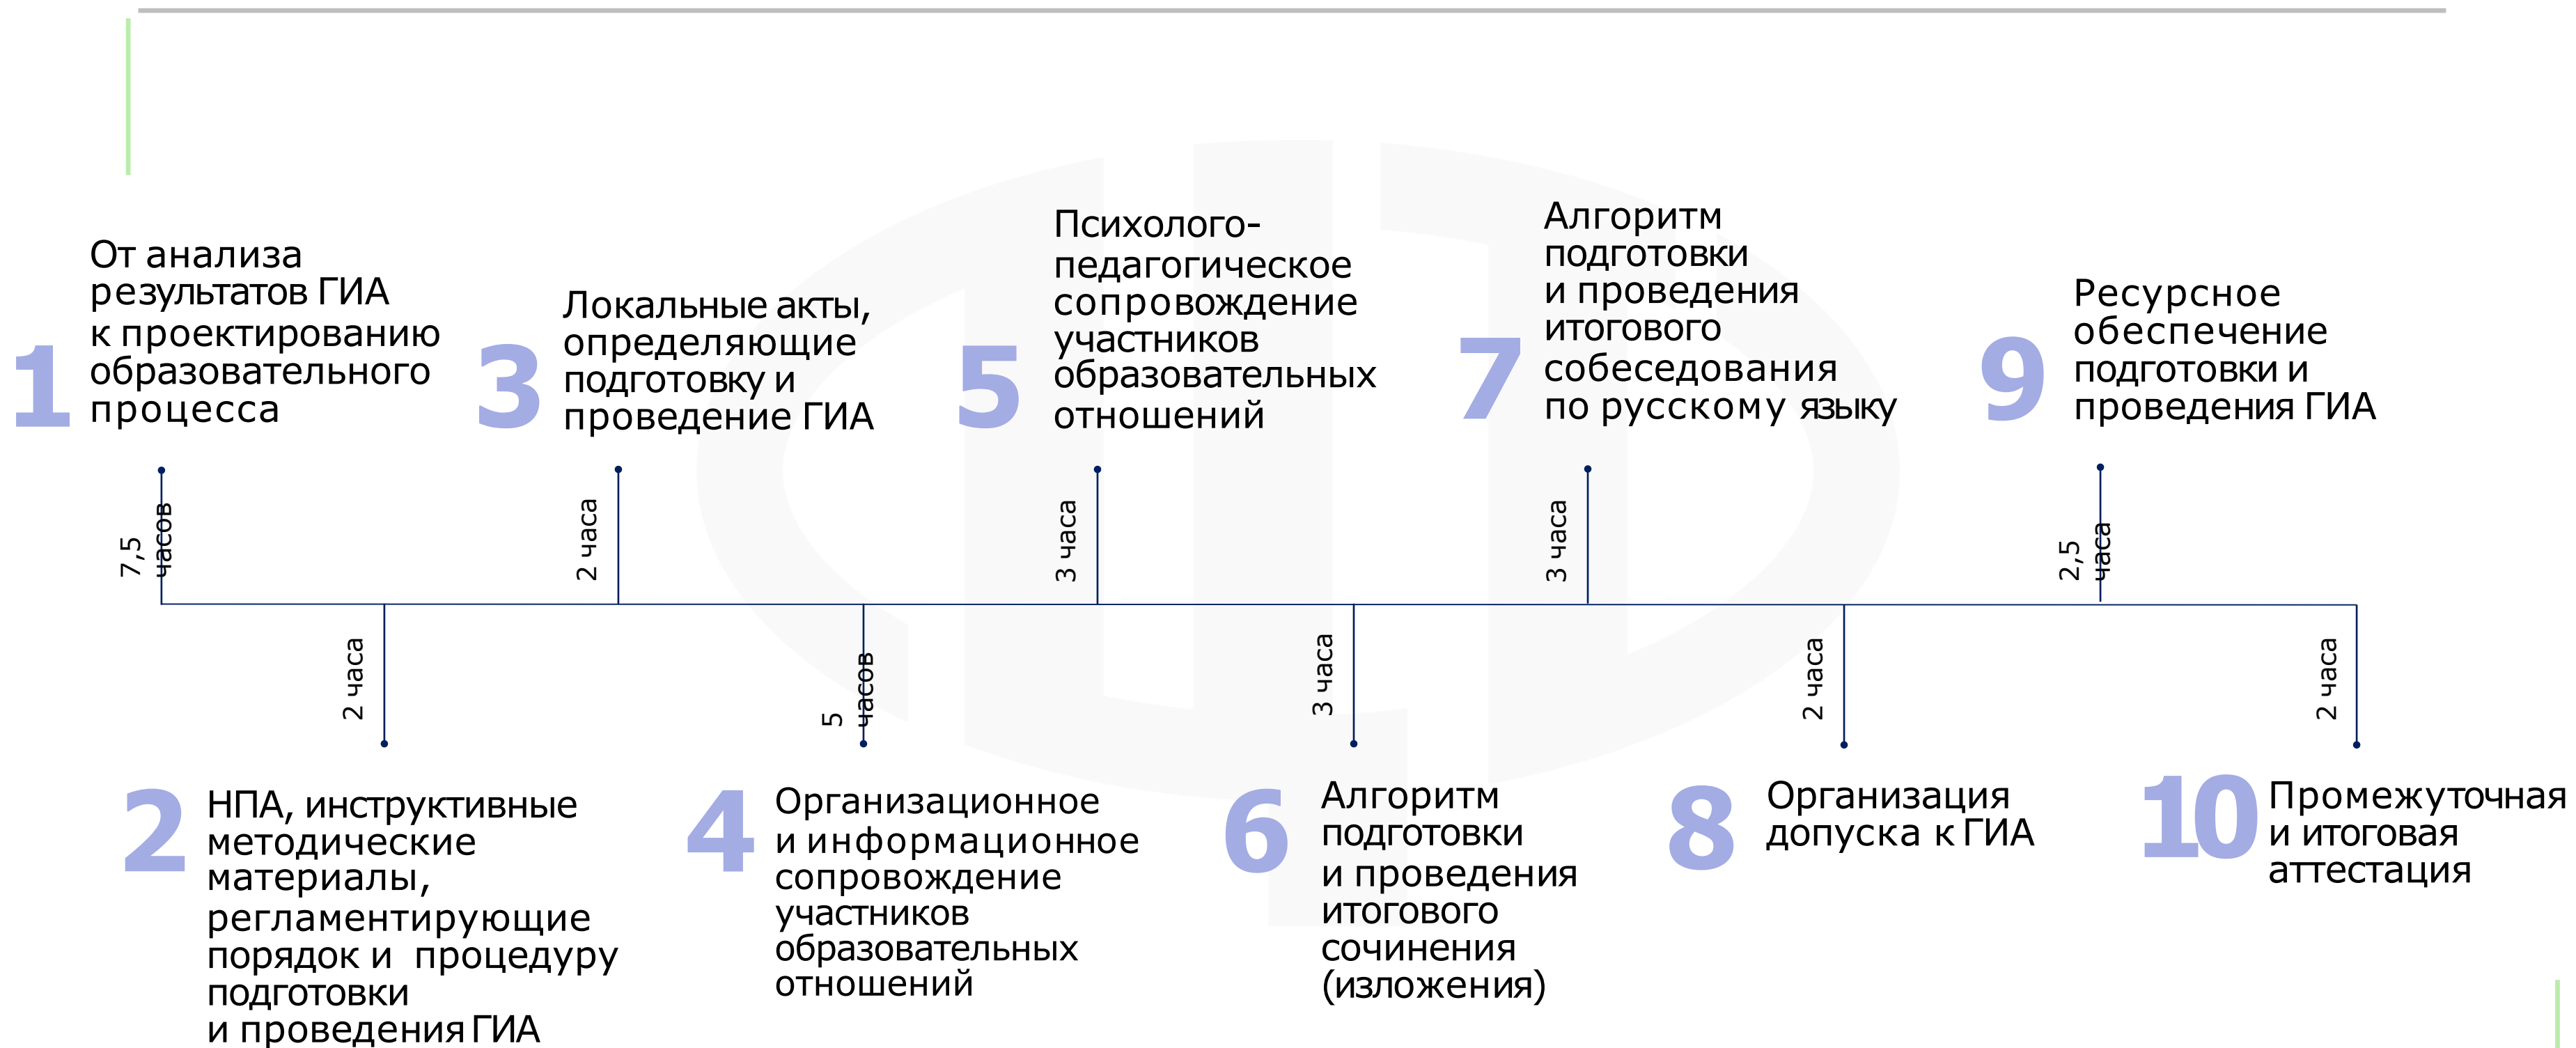 1
От анализа
результатов ГИА
к проектированию
образовательного
процесса
7,5
часов
2 часа
2
НПА, инструктивные
методические
материалы,
регламентирующие
порядок и процедуру
подготовки
и проведения ГИА
3
Локальные акты,
определяющие
подготовку и
проведение ГИА
2 часа
5
часов
4
Организационное
и информационное
сопровождение
участников
образовательных
отношений
5
Психолого-
педагогическое
сопровождение
участников
образовательных
отношений
3 часа
3 часа
6
Алгоритм
подготовки
и проведения
итогового
сочинения
(изложения)
7
Алгоритм
подготовки
и проведения
итогового
собеседования
по русскому языку
3 часа
2 часа
8
Организация
допуска к ГИА
9
Ресурсное
обеспечение
подготовки и
проведения ГИА
2,5
часа
2 часа
10
Промежуточная
и итоговая
аттестация